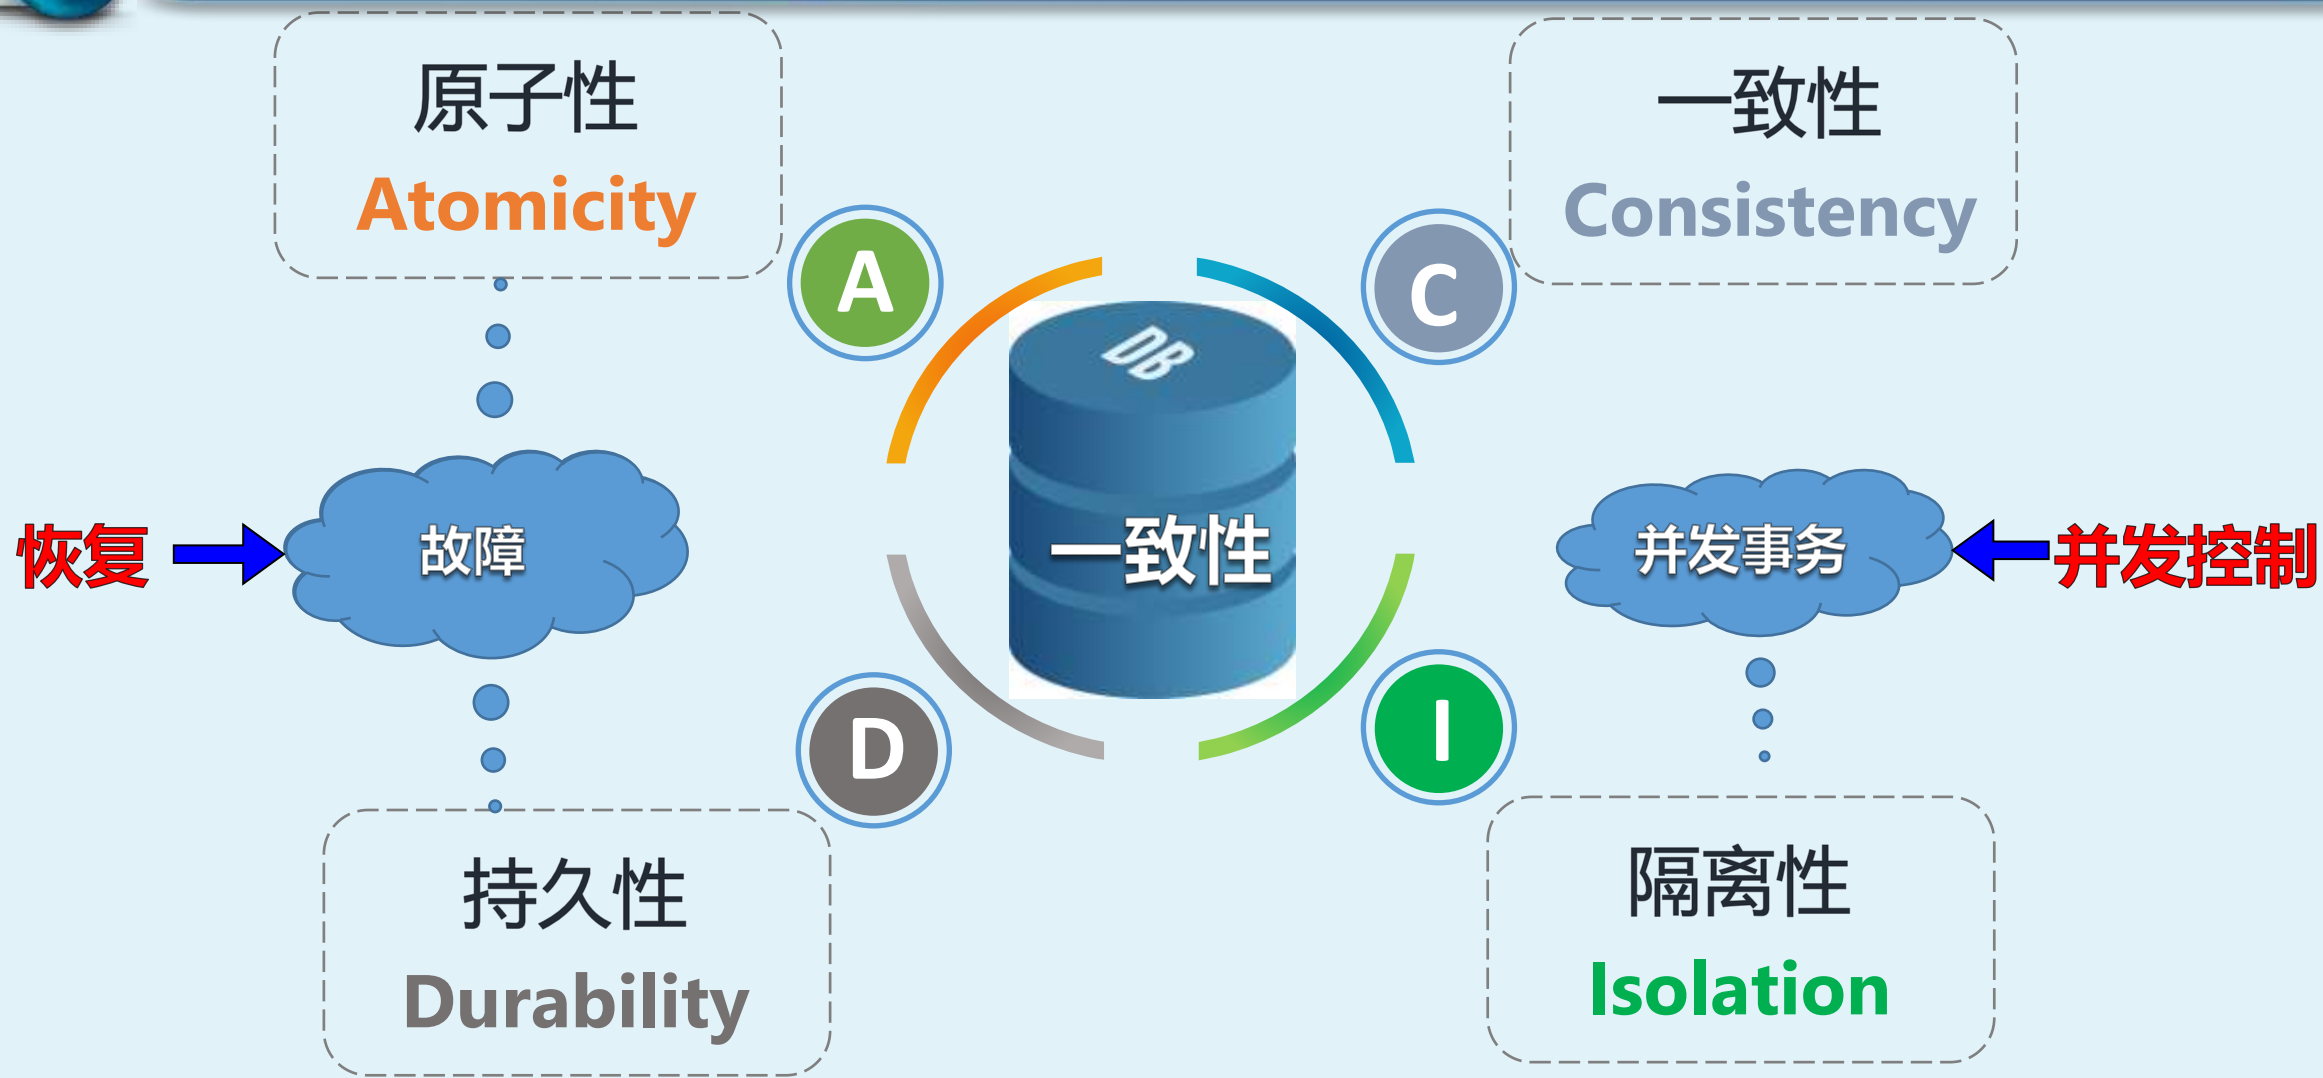 原子性
Atomicity
一致性
Consistency
A
C
DB
一致性
恢复
故障
并发事务
并发控制
D
I
持久性
Durability
隔离性
Isolation